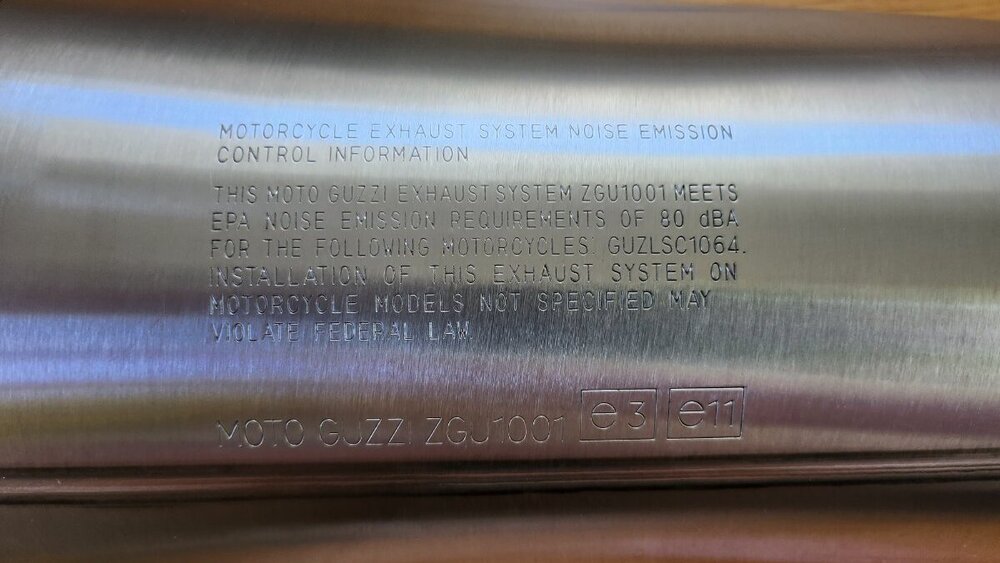 MOTORCYCLE EXHAUST SYSTEM NOISE EMISSION
CONTROL INFORMATION
THIS MOTO GUZZI EXHAUST SYSTEM ZGU1001 MEETS
EPA NOISE EMISSION REQUIREMENTS OF 80 dBA
FOR THE FOLLOWING MOTORCYCLES: GUZLSC1064.
INSTALLATION OF THIS EXHAUST SYSTEM ON
MOTORCYCLE MODELS NOT SPECIFIED MAY
VIOLATE FEDERAL LAW.
MOTO GUZZI ZGU1001 e3 e11